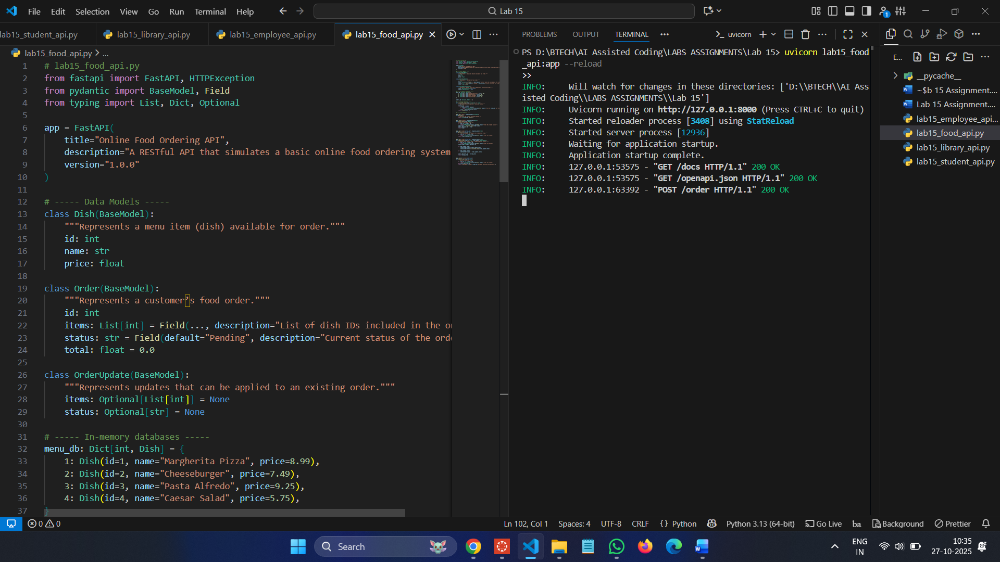 File Edit Selection View Go Run Terminal Help
Lab 15
1
lab15_student_api.py lab15_library_api.py lab15_employee_api.py lab15_food_api.py
lab15_food_api.py > ...
1 # lab15_food_api.py
2 from fastapi import FastAPI, HTTPException
3 from pydantic import BaseModel, Field
4 from typing import List, Dict, Optional
5
6 app = FastAPI(
7 title="Online Food Ordering API",
8 description="A RESTful API that simulates a basic online food ordering system
9 version="1.0.0"
10 )
11
12 # ----- Data Models -----
13 class Dish(BaseModel):
14 """Represents a menu item (dish) available for order."""
15 id: int
16 name: str
17 price: float
18
19 class Order(BaseModel):
20 """Represents a customer’s food order."""
21 id: int
22 items: List[int] = Field(..., description="List of dish IDs included in the or
23 status: str = Field(default="Pending", description="Current status of the orde
24 total: float = 0.0
25
26 class OrderUpdate(BaseModel):
27 """Represents updates that can be applied to an existing order."""
28 items: Optional[List[int]] = None
29 status: Optional[str] = None
30
31 # ----- In-memory databases -----
32 menu_db: Dict[int, Dish] = {
33 1: Dish(id=1, name="Margherita Pizza", price=8.99),
34 2: Dish(id=2, name="Cheeseburger", price=7.49),
35 3: Dish(id=3, name="Pasta Alfredo", price=9.25),
36 4: Dish(id=4, name="Caesar Salad", price=5.75),
37 }
PROBLEMS OUTPUT TERMINAL ... uvicorn
PS D:\BTECH\AI Assisted Coding\LABS ASSIGNMENTS\Lab 15> uvicorn lab15_food
_api:app --reload
>>
INFO: Will watch for changes in these directories: ['D:\\BTECH\\AI Ass
isted Coding\\LABS ASSIGNMENTS\\Lab 15']
INFO: Uvicorn running on http://127.0.0.1:8000 (Press CTRL+C to quit)
INFO: Started reloader process [3408] using StatReload
INFO: Started server process [12936]
INFO: Waiting for application startup.
INFO: Application startup complete.
INFO: 127.0.0.1:53575 - "GET /docs HTTP/1.1" 200 OK
INFO: 127.0.0.1:53575 - "GET /openapi.json HTTP/1.1" 200 OK
INFO: 127.0.0.1:63392 - "POST /order HTTP/1.1" 200 OK
E...
__pycache__
~$b 15 Assignment....
Lab 15 Assignment....
lab15_employee_api...
lab15_food_api.py
lab15_library_api.py
lab15_student_api.py
0 0 Ln 102, Col 1 Spaces: 4 UTF-8 CRLF {} Python Python 3.13 (64-bit) Go Live ba Background Prettier
Search
ENG
IN
10:35
27-10-2025